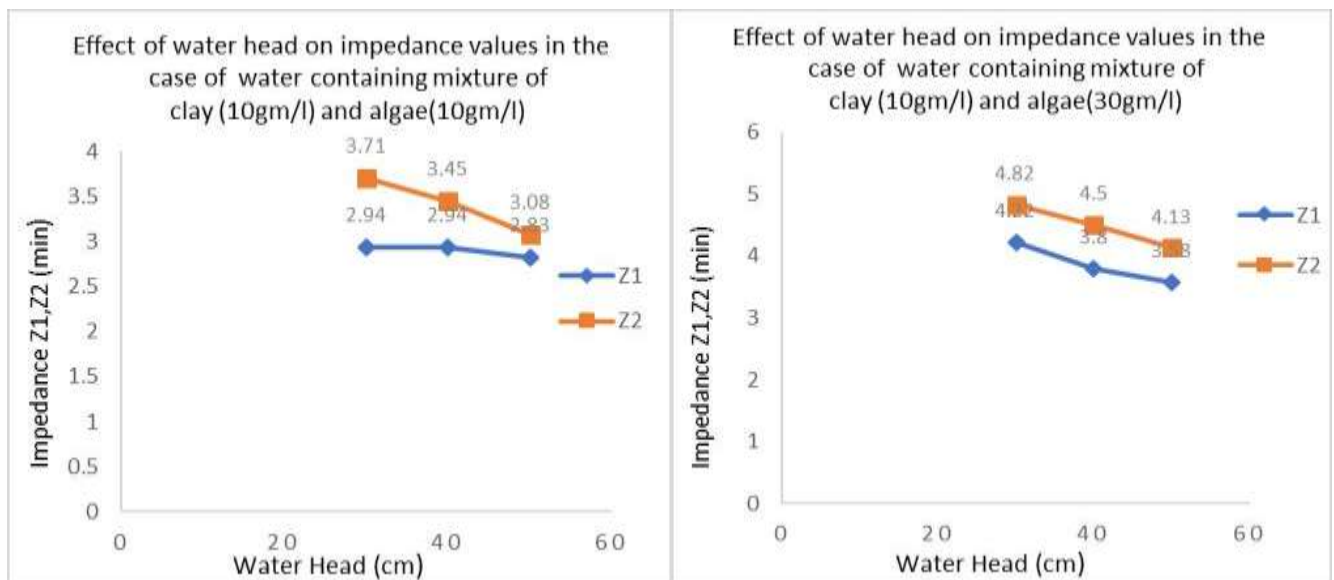 Effect of water head on impedance values in the
case of water containing mixture of
clay (10gm/l) and algae(10gm/l)
4
3.5
3
2.5
2
1.5
1
0.5
0
Impedance Z1,Z2 (min)
3.71
3.45
3.08
2.94
2.94
2.83
Z1
Z2
0
20
40
60
Water Head (cm)
Effect of water head on impedance values in the
case of water containing mixture of
clay (10gm/l) and algae(30gm/l)
6
5
4
3
2
1
0
Impedance Z1,Z2 (min)
4.82
4.5
4.13
3.8
Z1
Z2
0
20
40
60
Water Head (cm)